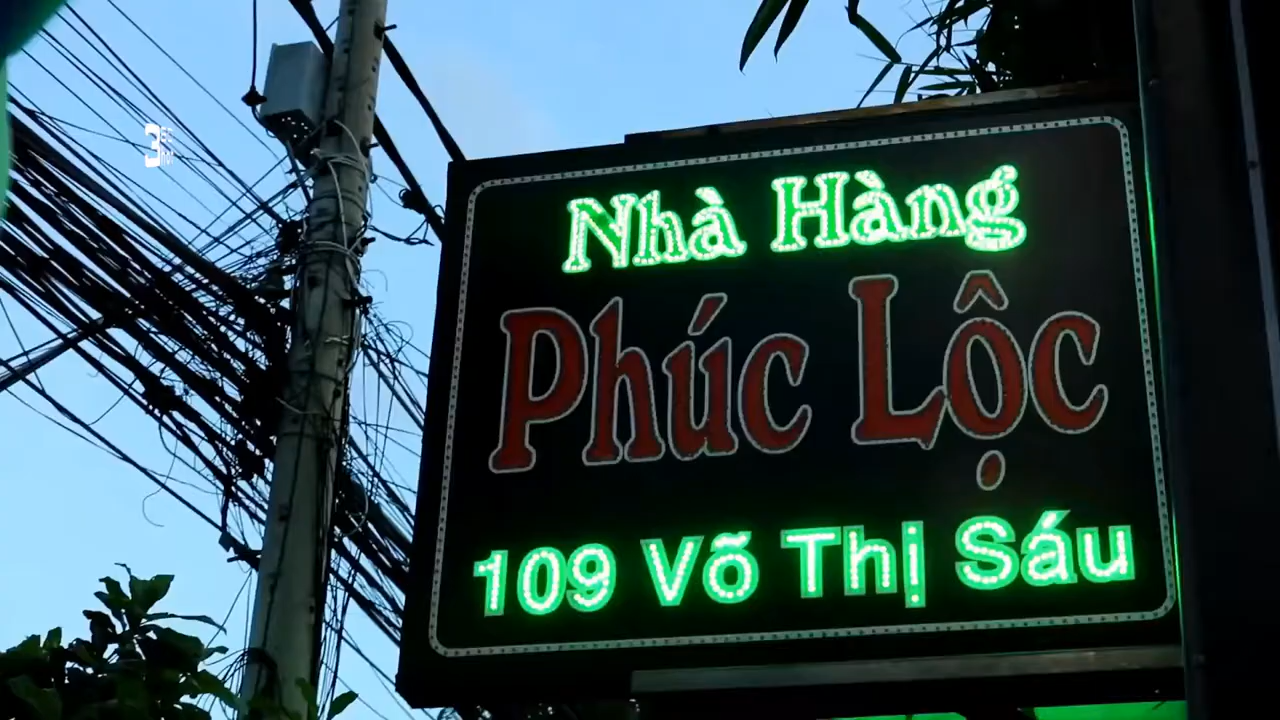 Nhà Hàng
Phúc Lộc
109 Võ Thị Sáu